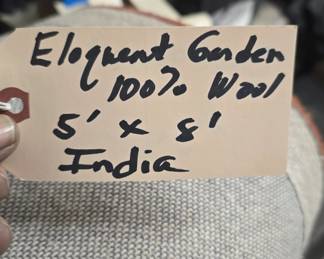 Eloquent Garden
100% Wool
5' x 8'
India